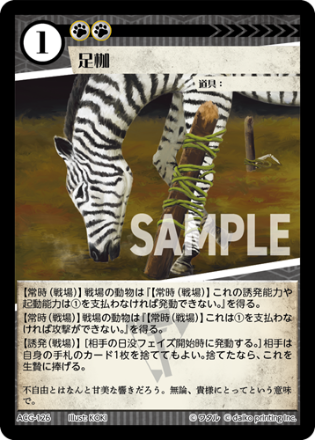 1
足枷
道具：
SAMPLE
【常時（戦場）】戦場の動物は「【常時（戦場）】これの誘発能力や
起動能力は①を支払わなければ発動できない。」を得る。
【常時（戦場）】戦場の動物は「【常時（戦場）】これは①を支払
わなければ攻撃ができない。」を得る。
【誘発（戦場）】［相手の日没フェイズ開始時に発動する。］相手は
自身の手札のカード1枚を捨ててもよい。捨てたなら、これを
生贄に捧げる。
不自由とはなんと甘美な響きだろう。無論、貴様にとってという意味
だ。
ACG-126
Illust: KOKI
© ワタル © daiko printing Inc.